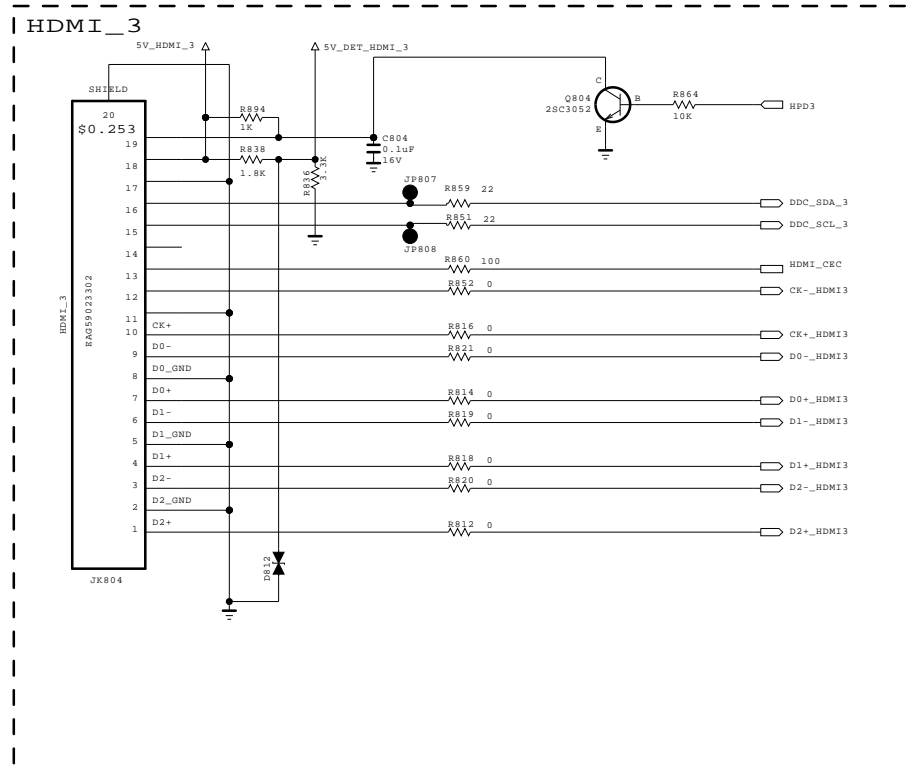 HDMI_3
5V_HDMI_3
5V_DET_HDMI_3
SHIELD
20
$0.253
R894
1K
Q804
2SC3052
C
B
E
R864
10K
HPD3
19
C804
0.1uF
16V
R838
1.8K
R836
3.3K
18
17
JP807
R859 22
DDC_SDA_3
16
R851 22
DDC_SCL_3
15
JP808
14
R860 100
HDMI_CEC
13
R852 0
CK-_HDMI3
12
HDMI_3
EAG59023302
11
CK+
R816 0
CK+_HDMI3
10
D0-
R821 0
D0-_HDMI3
9
D0_GND
8
D0+
R814 0
D0+_HDMI3
7
D1-
R819 0
D1-_HDMI3
6
D1_GND
5
D1+
R818 0
D1+_HDMI3
4
D2-
R820 0
D2-_HDMI3
3
D2_GND
2
D2+
R812 0
D2+_HDMI3
1
D812
JK804